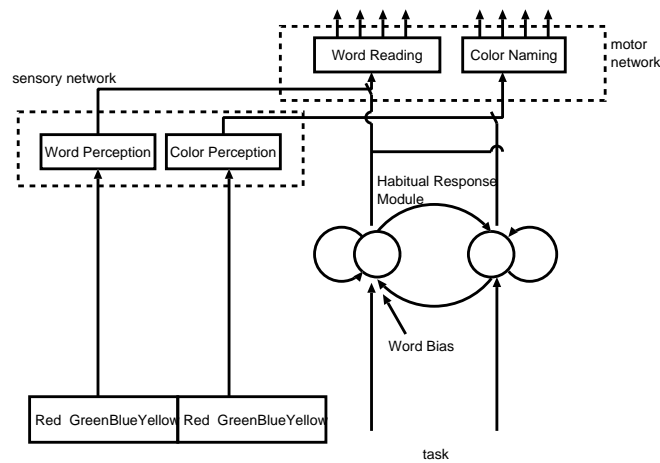 Word Reading
Color Naming
motor
network
sensory network
Word Perception
Color Perception
Habitual Response
Module
Word Bias
Red GreenBlueYellow
Red GreenBlueYellow
task